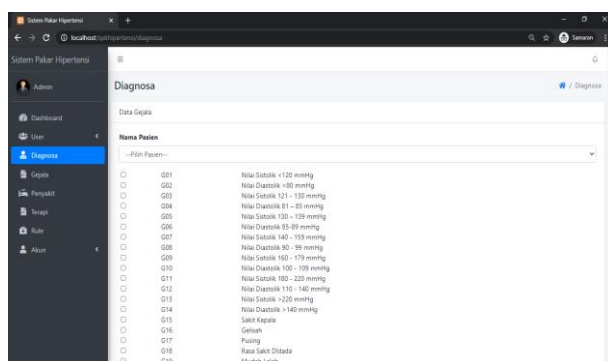 Sistem Pakar Hipertensi
localhost/spkhipertensi/diagnosa
Samaran
Sistem Pakar Hipertensi
Admin
Dashboard
User
Diagnosa
Gejala
Penyakit
Terapi
Rule
Akun
Diagnosa
/ Diagnosa
Data Gejala
Nama Pasien
--Pilih Pasien--
G01 Nilai Sistolik <120 mmHg
G02 Nilai Diastolik <80 mmHg
G03 Nilai Sistolik 121 - 130 mmHg
G04 Nilai Diastolik 81 – 85 mmHg
G05 Nilai Sistolik 130 – 139 mmHg
G06 Nilai Diastolik 85-89 mmHg
G07 Nilai Sistolik 140 - 159 mmHg
G08 Nilai Diastolik 90 - 99 mmHg
G09 Nilai Sistolik 160 - 179 mmHg
G10 Nilai Diastolik 100 - 109 mmHg
G11 Nilai Sistolik 180 - 220 mmHg
G12 Nilai Diastolik 110 - 140 mmHg
G13 Nilai Sistolik >220 mmHg
G14 Nilai Diastolik >140 mmHg
G15 Sakit Kepala
G16 Gelisah
G17 Pusing
G18 Rasa Sakit DIdada
G19 Mudah Lelah